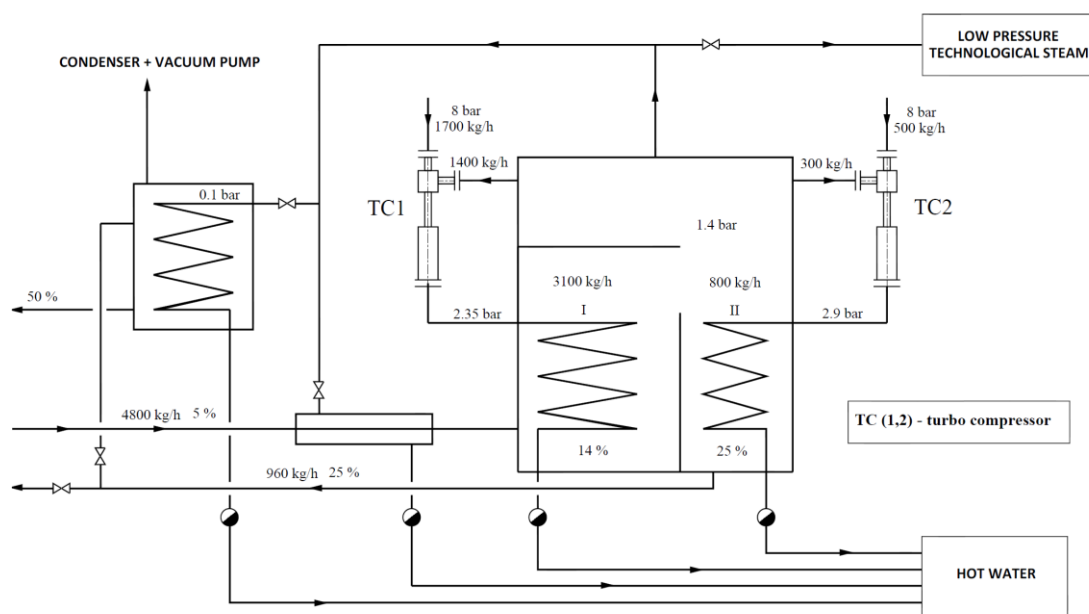 LOW PRESSURE
TECHNOLOGICAL STEAM
CONDENSER + VACUUM PUMP
8 bar
1700 kg/h
8 bar
500 kg/h
1400 kg/h
300 kg/h
0.1 bar
TC1
TC2
1.4 bar
3100 kg/h
800 kg/h
50 %
2.35 bar
I
II
2.9 bar
4800 kg/h 5 %
TC (1,2) - turbo compressor
14 %
25 %
960 kg/h 25 %
HOT WATER